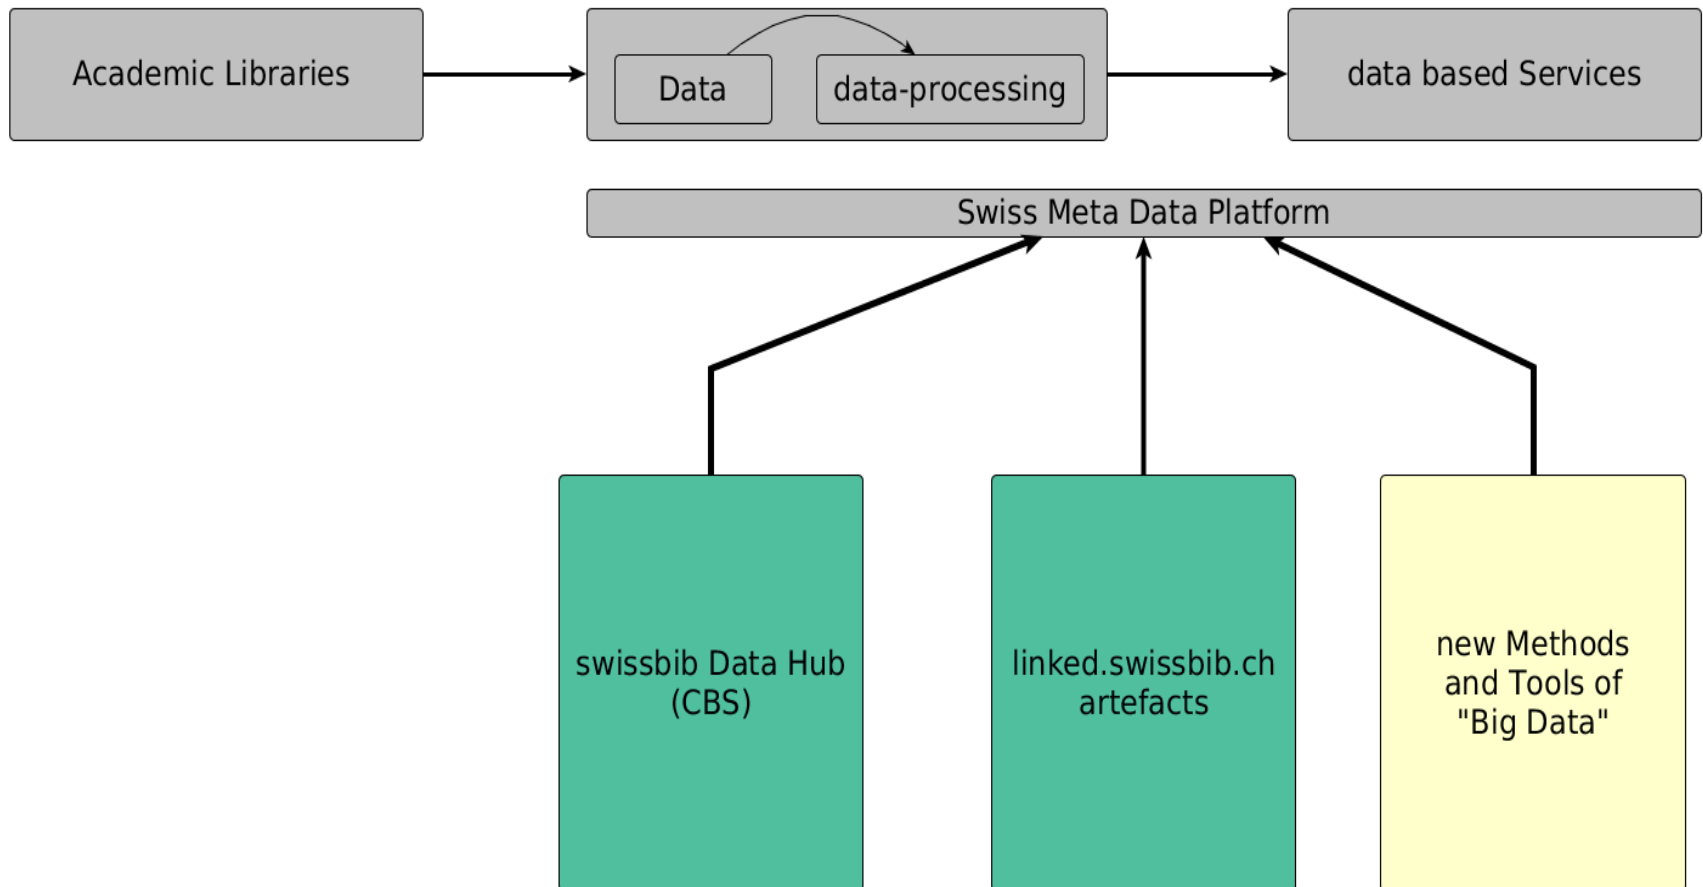 Academic Libraries
Data
data-processing
data based Services
Swiss Meta Data Platform
swissbib Data Hub
(CBS)
linked.swissbib.ch
artefacts
new Methods
and Tools of
"Big Data"